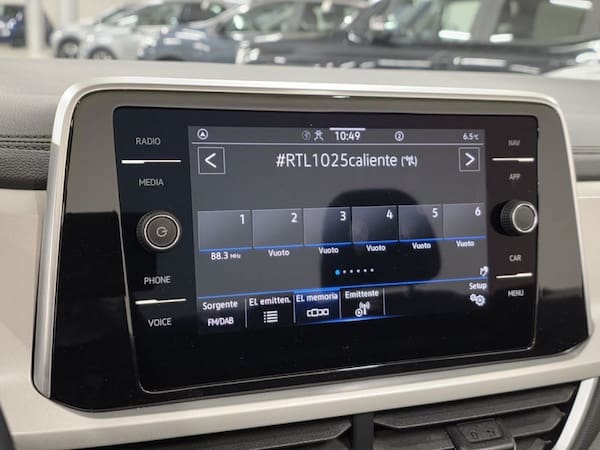 10:49
2
6.5°C
RADIO
NAV
< #RTL1025caliente >
MEDIA
APP
1 2 3 4 5 6
88.3 MHz Vuoto Vuoto Vuoto Vuoto Vuoto
PHONE
CAR
Setup
Sorgente El. emitten. El. memoria Emittente
FM/DAB
VOICE
MENU